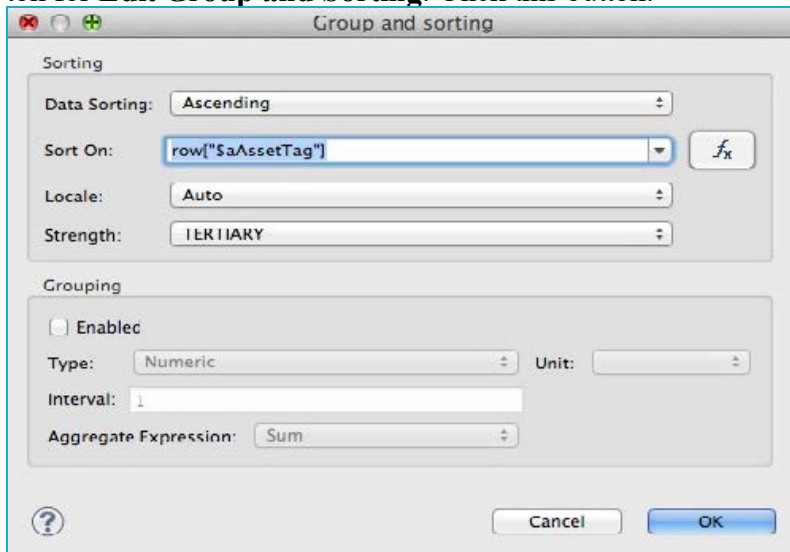 Group and sorting
Sorting
Data Sorting: Ascending
Sort On: row["$aAssetTag"] fx
Locale: Auto
Strength: TERTIARY
Grouping
Enabled
Type: Numeric Unit:
Interval: 1
Aggregate Expression: Sum
? Cancel OK